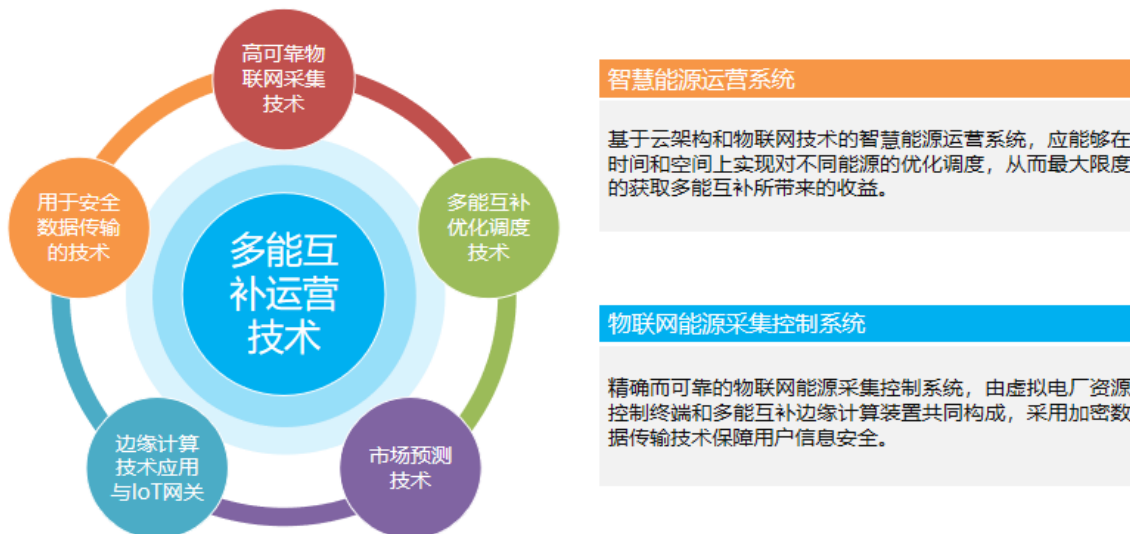 高可靠物
联网采集
技术
用于安全
数据传输
的技术
多能互补
优化调度
技术
多能互
补运营
技术
边缘计算
技术应用
与IoT网关
市场预测
技术
智慧能源运营系统
基于云架构和物联网技术的智慧能源运营系统，应能够在
时间和空间上实现对不同能源的优化调度，从而最大限度
的获取多能互补所带来的收益。
物联网能源采集控制系统
精确而可靠的物联网能源采集控制系统，由虚拟电厂资源
控制终端和多能互补边缘计算装置共同构成，采用加密数
据传输技术保障用户信息安全。